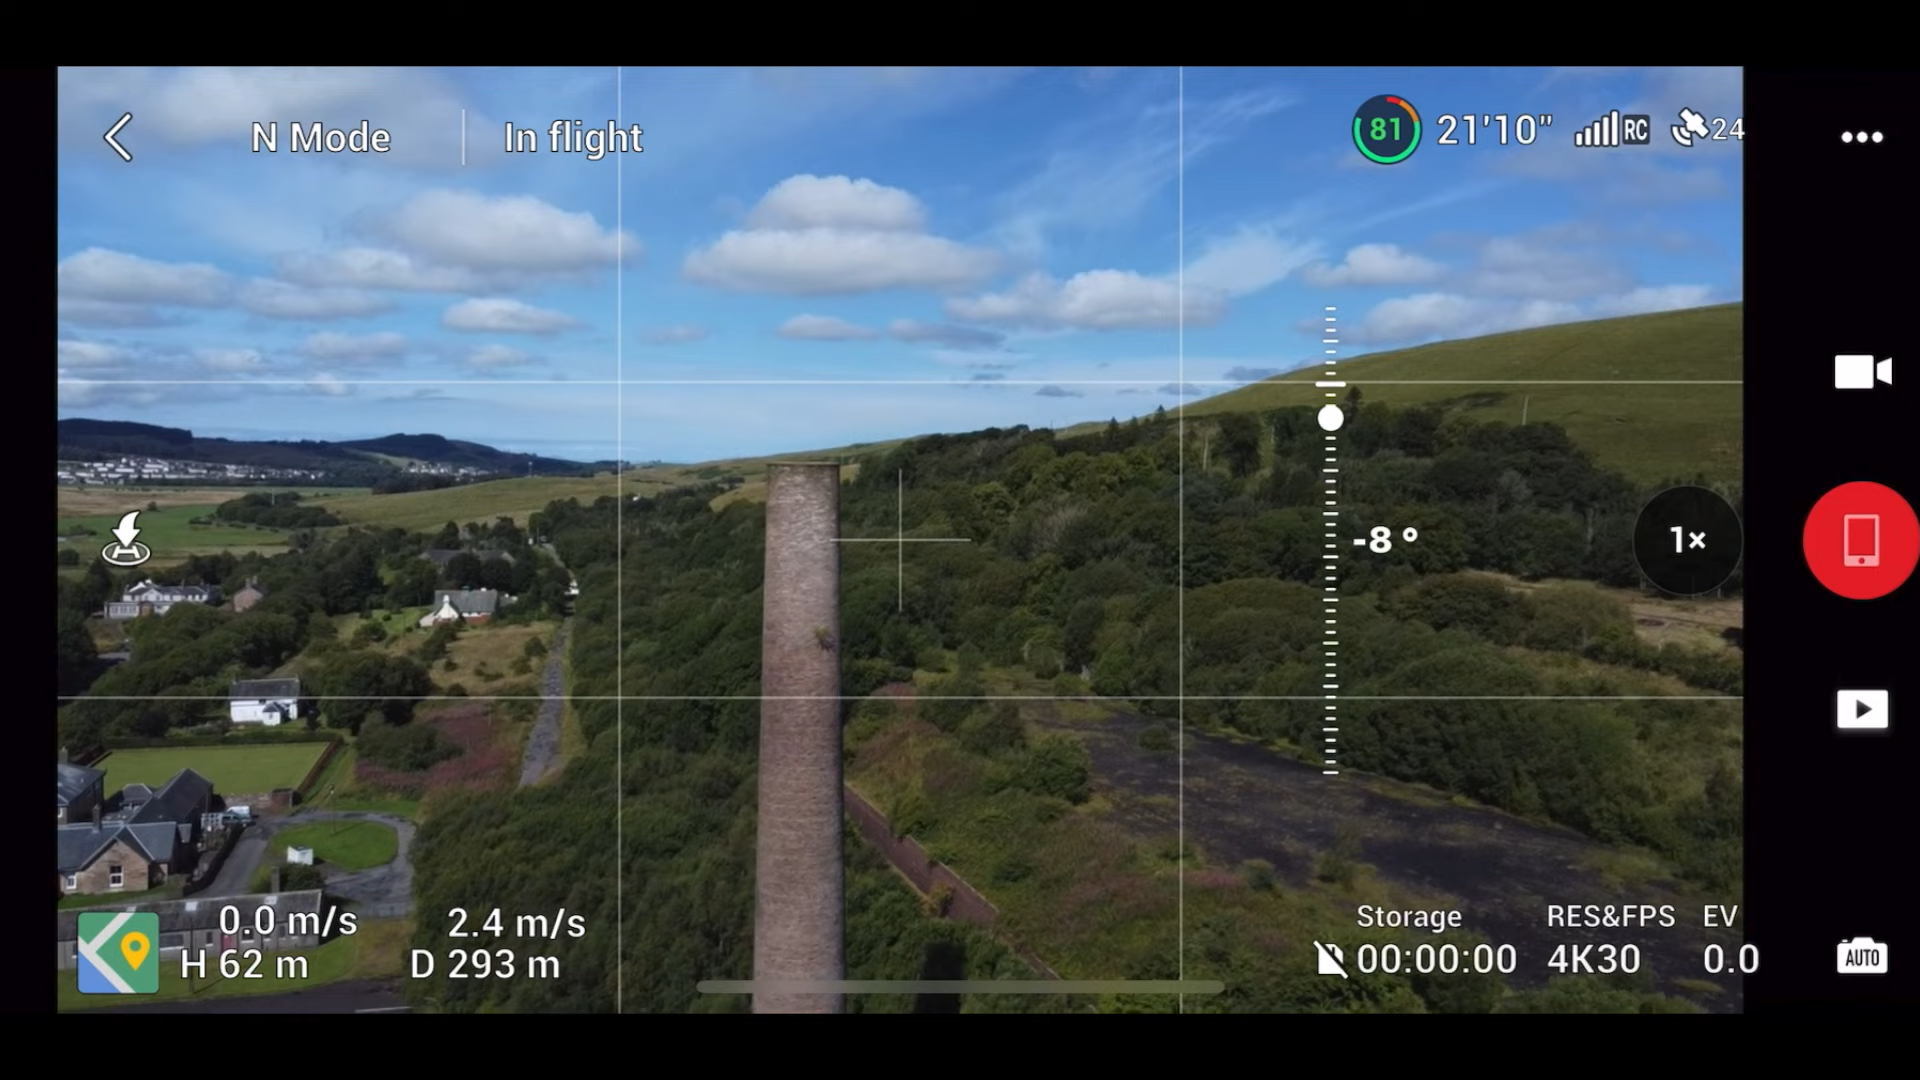 N Mode In flight 81 21'10" RC 24
-8 °
1×
0.0 m/s 2.4 m/s
H 62 m D 293 m
Storage RES&FPS EV
00:00:00 4K30 0.0
AUTO